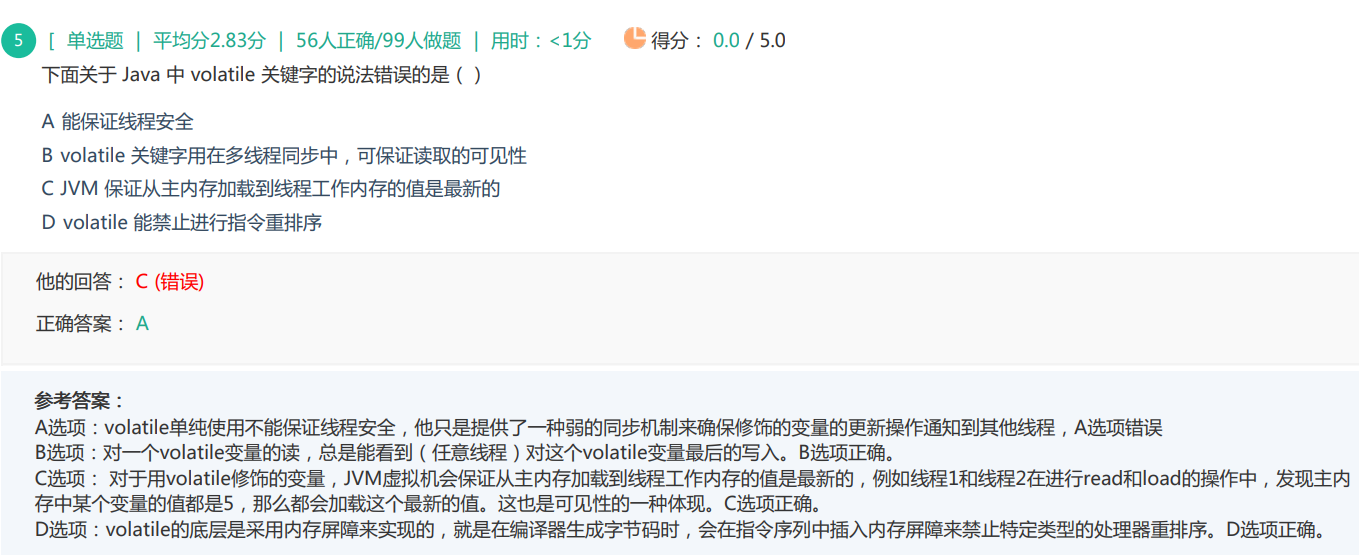 5 [ 单选题 | 平均分2.83分 | 56人正确/99人做题 | 用时：<1分 得分： 0.0 / 5.0
下面关于 Java 中 volatile 关键字的说法错误的是（ ）
A 能保证线程安全
B volatile 关键字用在多线程同步中，可保证读取的可见性
C JVM 保证从主内存加载到线程工作内存的值是最新的
D volatile 能禁止进行指令重排序
他的回答： C (错误)
正确答案： A
参考答案：
A选项：volatile单纯使用不能保证线程安全，他只是提供了一种弱的同步机制来确保修饰的变量的更新操作通知到其他线程，A选项错误
B选项：对一个volatile变量的读，总是能看到（任意线程）对这个volatile变量最后的写入。B选项正确。
C选项： 对于用volatile修饰的变量，JVM虚拟机会保证从主内存加载到线程工作内存的值是最新的，例如线程1和线程2在进行read和load的操作中，发现主内
存中某个变量的值都是5，那么都会加载这个最新的值。这也是可见性的一种体现。C选项正确。
D选项：volatile的底层是采用内存屏障来实现的，就是在编译器生成字节码时，会在指令序列中插入内存屏障来禁止特定类型的处理器重排序。D选项正确。